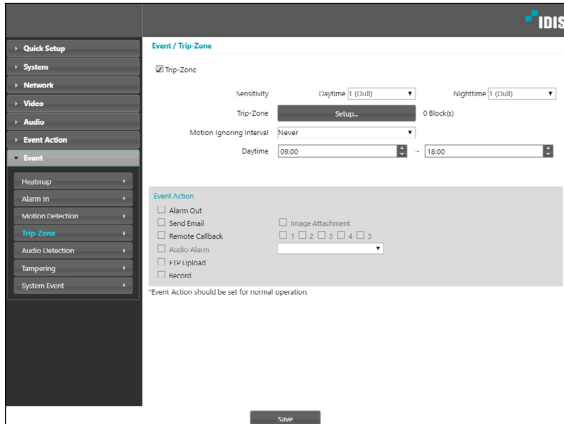 IDIS
Quick Setup
System
Network
Video
Audio
Event Action
Event
Heatmap
Alarm In
Motion Detection
Trip-Zone
Audio Detection
Tampering
System Event
Event / Trip-Zone
Trip-Zone
Sensitivity Daytime 1 (Dull) Nighttime 1 (Dull)
Trip-Zone Setup.. 0 Block(s)
Motion Ignoring Interval Never
Daytime 09:00 ~ 18:00
Event Action
Alarm Out
Send Email Image Attachment
Remote Callback 1 2 3 4 5
Audio Alarm
FTP Upload
Record
*Event Action should be set for normal operation.
Save